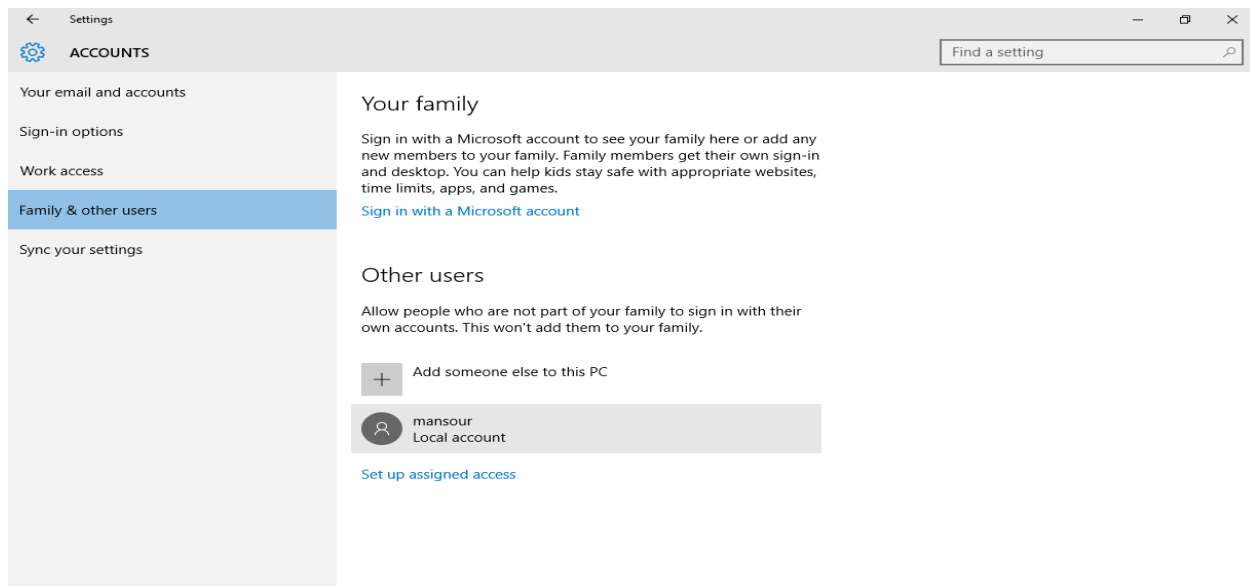 Settings
ACCOUNTS
Find a setting
Your email and accounts
Sign-in options
Work access
Family & other users
Sync your settings
Your family
Sign in with a Microsoft account to see your family here or add any
new members to your family. Family members get their own sign-in
and desktop. You can help kids stay safe with appropriate websites,
time limits, apps, and games.
Sign in with a Microsoft account
Other users
Allow people who are not part of your family to sign in with their
own accounts. This won't add them to your family.
Add someone else to this PC
mansour
Local account
Set up assigned access